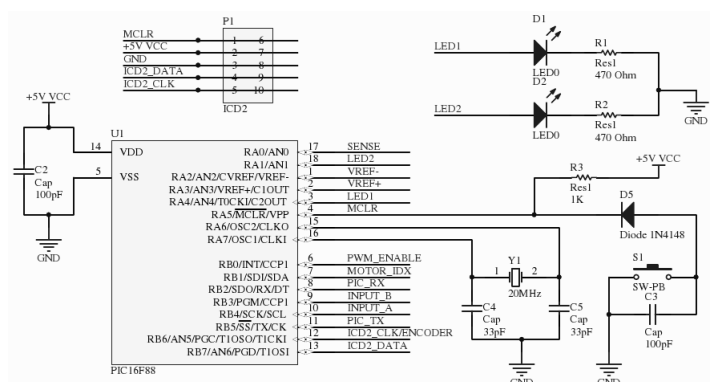 P1
MCLR 1 6
+5V VCC 2 7
GND 3 8
ICD2_DATA 4 9
ICD2_CLK 5 10
ICD2
D1
LED1
LED0
R1
Res1
470 Ohm
D2
LED2
LED0
R2
Res1
470 Ohm
GND
+5V VCC
C2
Cap
100pF
GND
U1
14 VDD
5 VSS
RA0/AN0 17 SENSE
RA1/AN1 18 LED2
RA2/AN2/CVREF/VREF- 1 VREF-
RA3/AN3/VREF+/C1OUT 2 VREF+
RA4/AN4/T0CKI/C2OUT 3 LED1
RA5/MCLR/VPP 4 MCLR
RA6/OSC2/CLKO 15
RA7/OSC1/CLKI 16
RB0/INT/CCP1 6 PWM_ENABLE
RB1/SDI/SDA 7 MOTOR_IDX
RB2/SDO/RX/DT 8 PIC_RX
RB3/PGM/CCP1 9 INPUT_B
RB4/SCK/SCL 10 INPUT_A
RB5/SS/TX/CK 11 PIC_TX
RB6/AN5/PGC/T1OSO/T1CKI 12 ICD2_CLK/ENCODER
RB7/AN6/PGD/T1OSI 13 ICD2_DATA
PIC16F88
R3
Res1
1K
+5V VCC
D5
Diode 1N4148
Y1
1 2
20MHz
C4
Cap
33pF
C5
Cap
33pF
GND
S1
SW-PB
C3
Cap
100pF
GND